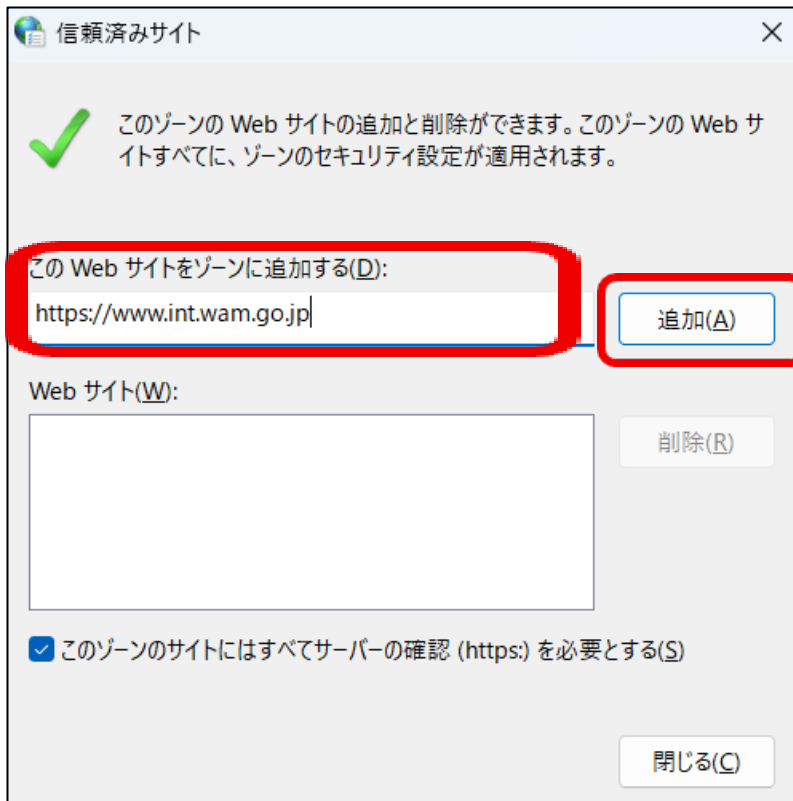 信頼済みサイト
このゾーンの Web サイトの追加と削除ができます。このゾーンの Web サ
イトすべてに、ゾーンのセキュリティ設定が適用されます。
この Web サイトをゾーンに追加する(D):
https://www.int.wam.go.jp
追加(A)
Web サイト(W):
削除(R)
このゾーンのサイトにはすべてサーバーの確認 (https:) を必要とする(S)
閉じる(C)